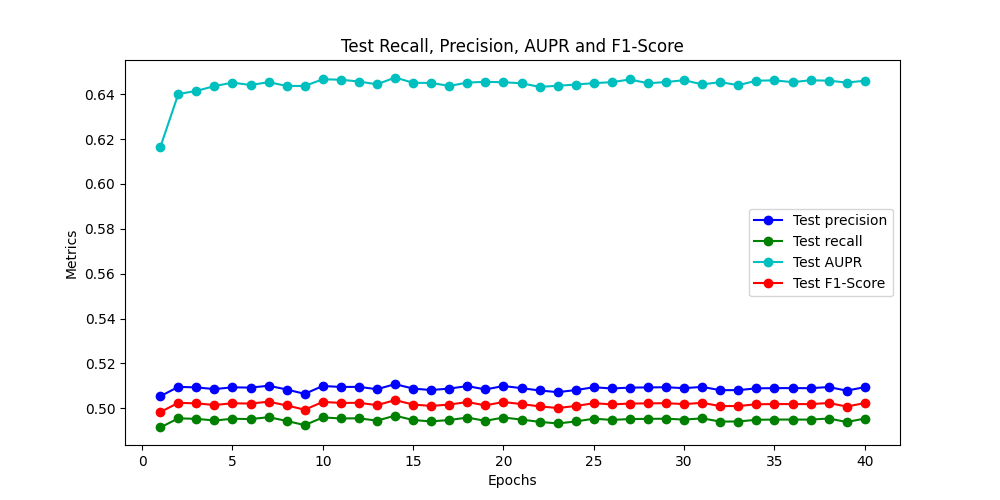 Test Recall, Precision, AUPR and F1-Score
Metrics
0.64
0.62
0.60
0.58
0.56
0.54
0.52
0.50
Test precision
Test recall
Test AUPR
Test F1-Score
0 5 10 15 20 25 30 35 40
Epochs